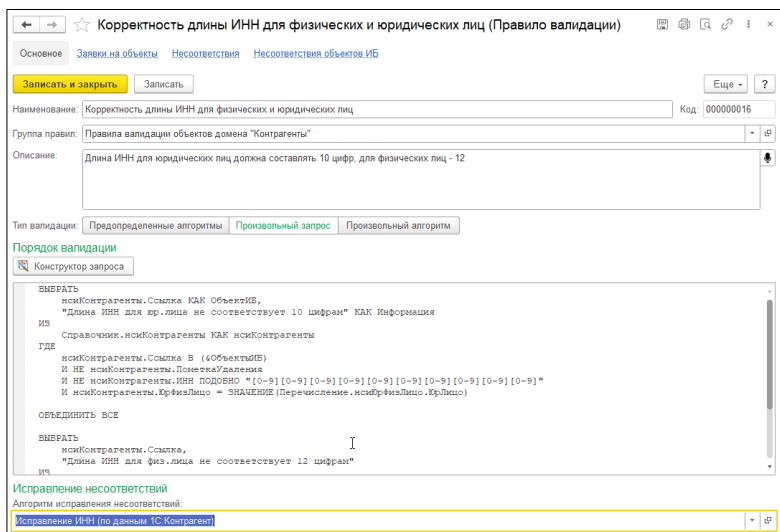 Корректность длины ИНН для физических и юридических лиц (Правило валидации)
Основное Заявки на объекты Несоответствия Несоответствия объектов ИБ
Записать и закрыть Записать Еще ?
Наименование: Корректность длины ИНН для физических и юридических лиц Код: 000000016
Группа правил: Правила валидации объектов домена "Контрагенты"
Описание: Длина ИНН для юридических лиц должна составлять 10 цифр, для физических лиц - 12
Тип валидации: Предопределенные алгоритмы Произвольный запрос Произвольный алгоритм
Порядок валидации
Конструктор запроса
ВЫБРАТЬ
нсиКонтрагенты.Ссылка КАК ОбъектИБ,
"Длина ИНН для юр.лица не соответствует 10 цифрам" КАК Информация
ИЗ
Справочник.нсиКонтрагенты КАК нсиКонтрагенты
ГДЕ
нсиКонтрагенты.Ссылка В (&ОбъектыИБ)
И НЕ нсиКонтрагенты.ПометкаУдаления
И НЕ нсиКонтрагенты.ИНН ПОДОБНО "[0-9][0-9][0-9][0-9][0-9][0-9][0-9][0-9][0-9][0-9]"
И нсиКонтрагенты.ЮрФизЛицо = ЗНАЧЕНИЕ(Перечисление.нсиЮрФизЛицо.ЮрЛицо)
ОБЪЕДИНИТЬ ВСЕ
ВЫБРАТЬ
нсиКонтрагенты.Ссылка,
"Длина ИНН для физ.лица не соответствует 12 цифрам"
ИЗ
Исправление несоответствий
Алгоритм исправления несоответствий:
Исправление ИНН (по данным 1С:Контрагент)